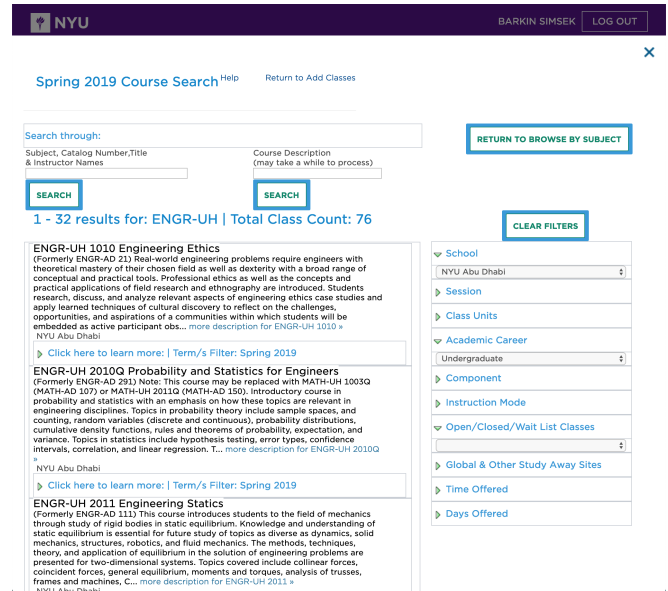 NYU
BARKIN SIMSEK
LOG OUT
Spring 2019 Course Search
Help
Return to Add Classes
Search through:
RETURN TO BROWSE BY SUBJECT
Subject, Catalog Number,Title
& Instructor Names
Course Description
(may take a while to process)
SEARCH
SEARCH
1 - 32 results for: ENGR-UH | Total Class Count: 76
CLEAR FILTERS
ENGR-UH 1010 Engineering Ethics
(Formerly ENGR-AD 21) Real-world engineering problems require engineers with
theoretical mastery of their chosen field as well as dexterity with a broad range of
conceptual and practical tools. Professional ethics as well as the concepts and
practical applications of field research and ethnography are introduced. Students
research, discuss, and analyze relevant aspects of engineering ethics case studies and
apply learned techniques of cultural discovery to reflect on the challenges,
opportunities, and aspirations of a communities within which students will be
embedded as active participant obs... more description for ENGR-UH 1010 »
NYU Abu Dhabi
Click here to learn more: | Term/s Filter: Spring 2019
ENGR-UH 2010Q Probability and Statistics for Engineers
(Formerly ENGR-AD 291) Note: This course may be replaced with MATH-UH 1003Q
(MATH-AD 107) or MATH-UH 2011Q (MATH-AD 150). Introductory course in
probability and statistics with an emphasis on how these topics are relevant in
engineering disciplines. Topics in probability theory include sample spaces, and
counting, random variables (discrete and continuous), probability distributions,
cumulative density functions, rules and theorems of probability, expectation, and
variance. Topics in statistics include hypothesis testing, error types, confidence
intervals, correlation, and linear regression. T... more description for ENGR-UH 2010Q
»
NYU Abu Dhabi
Click here to learn more: | Term/s Filter: Spring 2019
ENGR-UH 2011 Engineering Statics
(Formerly ENGR-AD 111) This course introduces students to the field of mechanics
through study of rigid bodies in static equilibrium. Knowledge and understanding of
static equilibrium is essential for future study of topics as diverse as dynamics, solid
mechanics, structures, robotics, and fluid mechanics. The methods, techniques,
theory, and application of equilibrium in the solution of engineering problems are
presented for two-dimensional systems. Topics covered include collinear forces,
coincident forces, general equilibrium, moments and torques, analysis of trusses,
frames and machines, C... more description for ENGR-UH 2011 »
NYU Abu Dhabi
School
NYU Abu Dhabi
Session
Class Units
Academic Career
Undergraduate
Component
Instruction Mode
Open/Closed/Wait List Classes
Global & Other Study Away Sites
Time Offered
Days Offered